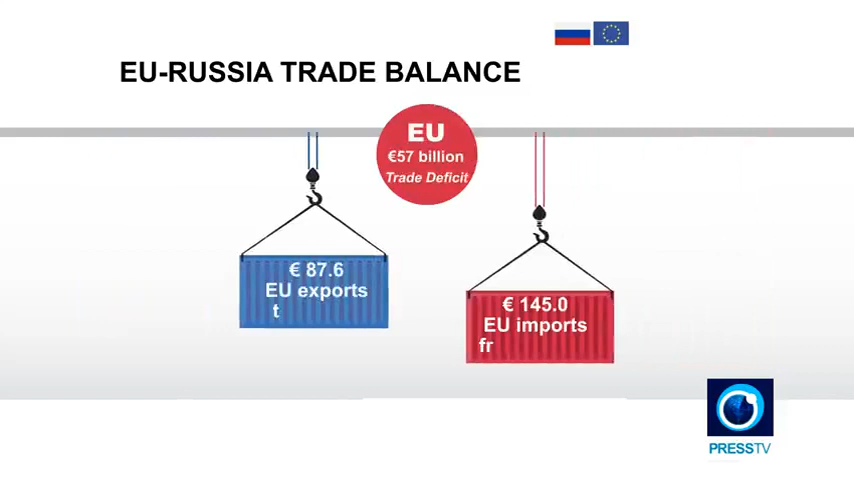 EU-RUSSIA TRADE BALANCE
EU
€57 billion
Trade Deficit
€ 87.6
EU exports
t
€ 145.0
EU imports
fr
PRESSTV